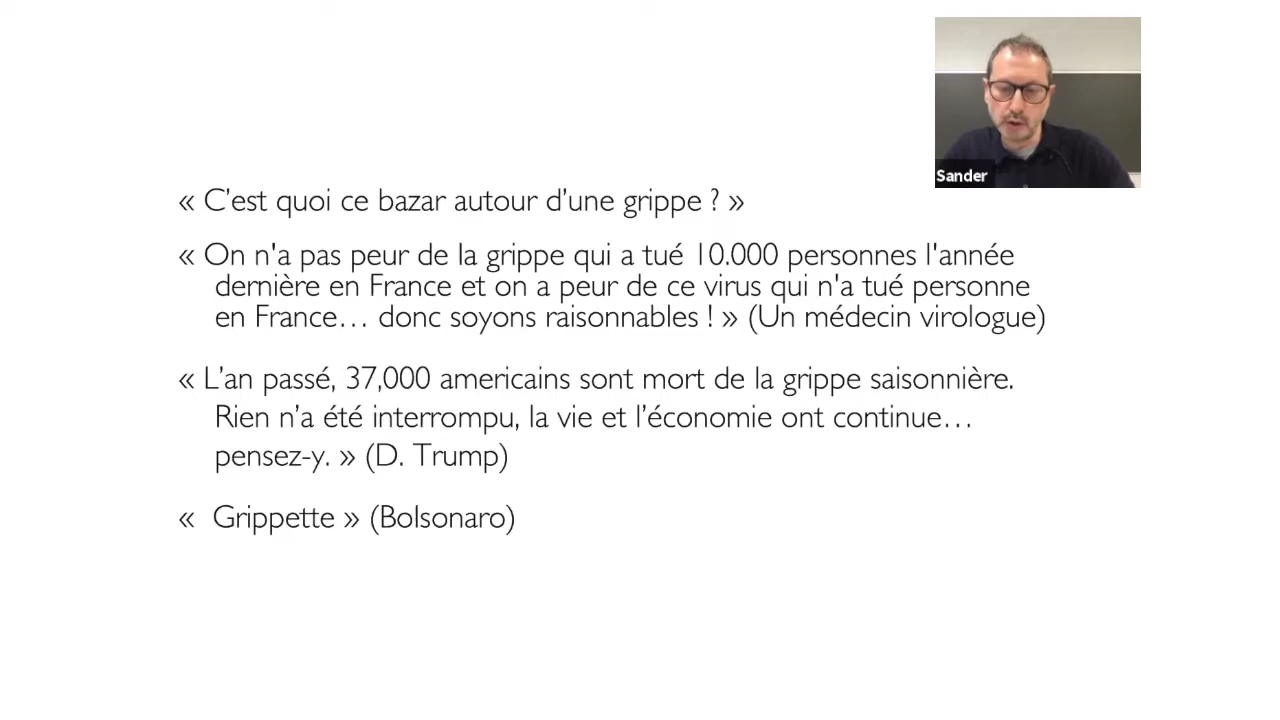 Sander
« C’est quoi ce bazar autour d’une grippe ? »
« On n'a pas peur de la grippe qui a tué 10.000 personnes l'année
dernière en France et on a peur de ce virus qui n'a tué personne
en France… donc soyons raisonnables ! » (Un médecin virologue)
« L’an passé, 37,000 americains sont mort de la grippe saisonnière.
Rien n’a été interrompu, la vie et l’économie ont continue…
pensez-y. » (D. Trump)
« Grippette » (Bolsonaro)